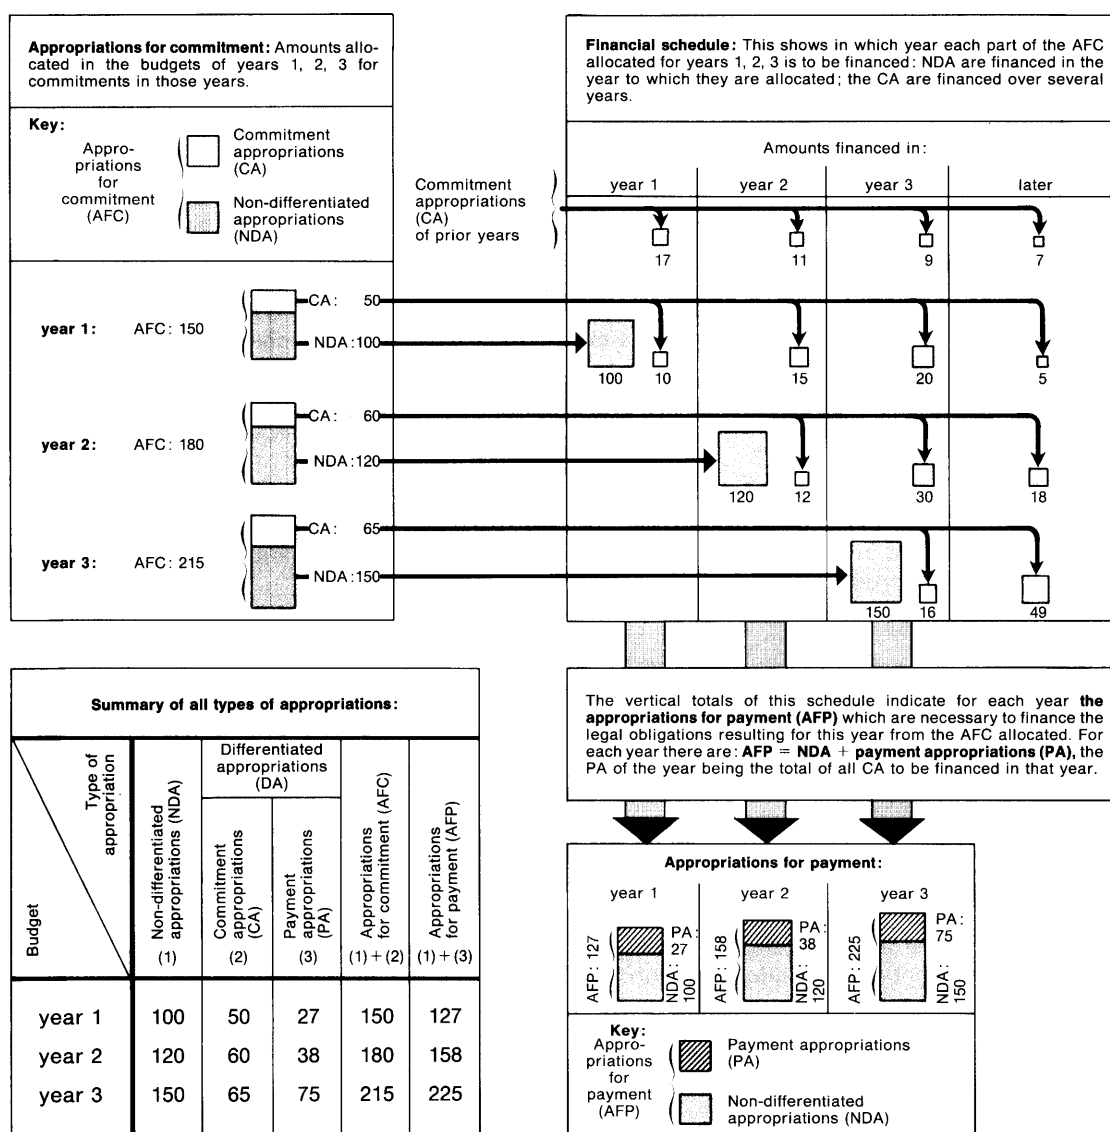 Appropriations for commitment: Amounts allo-
cated in the budgets of years 1, 2, 3 for
commitments in those years.
Key:
Appro-
priations
for
commitment
(AFC)
Commitment
appropriations
(CA)
Non-differentiated
appropriations
(NDA)
Commitment
appropriations
(CA)
of prior years
year 1: AFC: 150
CA: 50
NDA: 100
year 2: AFC: 180
CA: 60
NDA: 120
year 3: AFC: 215
CA: 65
NDA: 150
Financial schedule: This shows in which year each part of the AFC
allocated for years 1, 2, 3 is to be financed: NDA are financed in the
year to which they are allocated; the CA are financed over several
years.
Amounts financed in:
year 1 year 2 year 3 later
17 11 9 7
100 10 15 20 5
120 12 30 18
150 16 49
The vertical totals of this schedule indicate for each year the
appropriations for payment (AFP) which are necessary to finance the
legal obligations resulting for this year from the AFC allocated. For
each year there are: AFP = NDA + payment appropriations (PA), the
PA of the year being the total of all CA to be financed in that year.
Summary of all types of appropriations:
Type of
appropriation
Budget
Non-differentiated
appropriations (NDA)
(1)
Differentiated
appropriations
(DA)
Commitment
appropriations
(CA)
(2)
Payment
appropriations
(PA)
(3)
Appropriations
for commitment (AFC)
(1) + (2)
Appropriations
for payment (AFP)
(1) + (3)
year 1 100 50 27 150 127
year 2 120 60 38 180 158
year 3 150 65 75 215 225
Appropriations for payment:
year 1 year 2 year 3
AFP: 127
PA:
27
NDA:
100
AFP: 158
PA:
38
NDA:
120
AFP: 225
PA:
75
NDA:
150
Key:
Appro-
priations
for
payment
(AFP)
Payment appropriations
(PA)
Non-differentiated
appropriations (NDA)